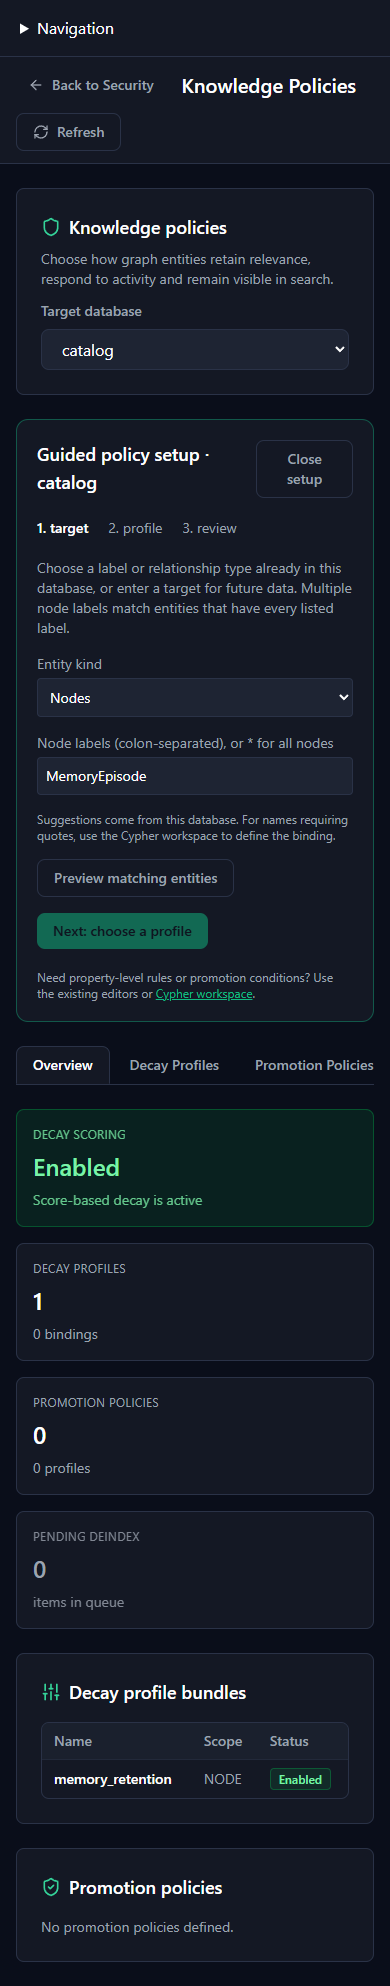 ▶ Navigation
← Back to Security
Knowledge Policies
Refresh
Knowledge policies
Choose how graph entities retain relevance,
respond to activity and remain visible in search.
Target database
catalog
Guided policy setup ·
catalog
Close
setup
1. target 2. profile 3. review
Choose a label or relationship type already in this
database, or enter a target for future data. Multiple
node labels match entities that have every listed
label.
Entity kind
Nodes
Node labels (colon-separated), or * for all nodes
MemoryEpisode
Suggestions come from this database. For names requiring
quotes, use the Cypher workspace to define the binding.
Preview matching entities
Next: choose a profile
Need property-level rules or promotion conditions? Use
the existing editors or Cypher workspace.
Overview Decay Profiles Promotion Policies
DECAY SCORING
Enabled
Score-based decay is active
DECAY PROFILES
1
0 bindings
PROMOTION POLICIES
0
0 profiles
PENDING DEINDEX
0
items in queue
Decay profile bundles
Name Scope Status
memory_retention NODE Enabled
Promotion policies
No promotion policies defined.